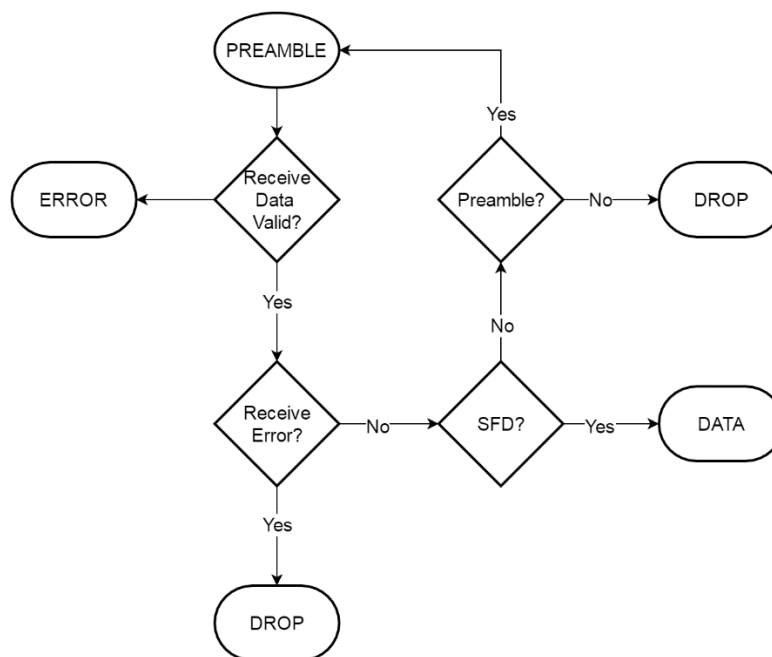 PREAMBLE
Yes
Receive
Data
Valid?
ERROR
Preamble?
No
DROP
Yes
No
Receive
Error?
No
SFD?
Yes
DATA
Yes
DROP